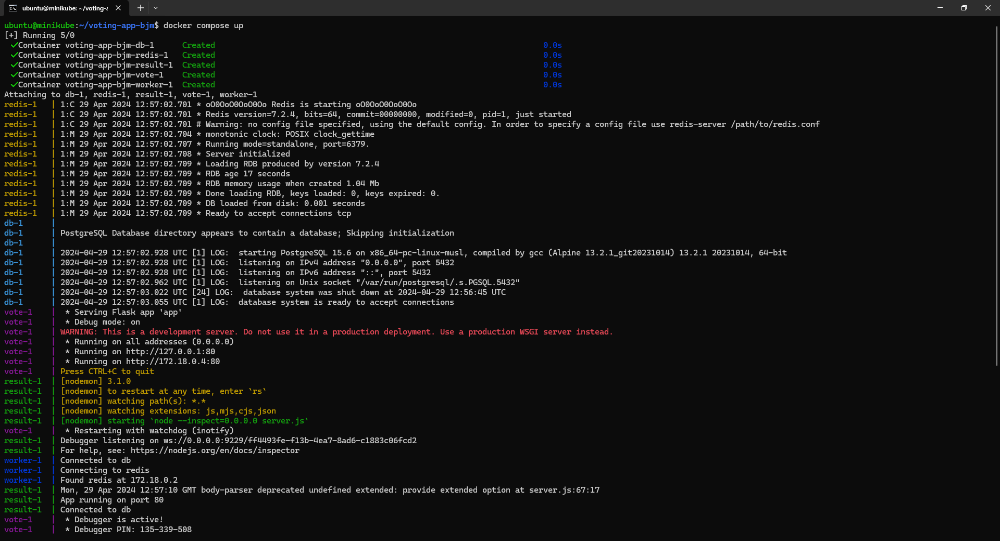 ubuntu@minikube: ~/voting-a
ubuntu@minikube:~/voting-app-bjm$ docker compose up
[+] Running 5/0
✓Container voting-app-bjm-db-1 Created 0.0s
✓Container voting-app-bjm-redis-1 Created 0.0s
✓Container voting-app-bjm-result-1 Created 0.0s
✓Container voting-app-bjm-vote-1 Created 0.0s
✓Container voting-app-bjm-worker-1 Created 0.0s
Attaching to db-1, redis-1, result-1, vote-1, worker-1
redis-1 | 1:C 29 Apr 2024 12:57:02.701 * oO0OoO0OoO0Oo Redis is starting oO0OoO0OoO0Oo
redis-1 | 1:C 29 Apr 2024 12:57:02.701 * Redis version=7.2.4, bits=64, commit=00000000, modified=0, pid=1, just started
redis-1 | 1:C 29 Apr 2024 12:57:02.701 # Warning: no config file specified, using the default config. In order to specify a config file use redis-server /path/to/redis.conf
redis-1 | 1:M 29 Apr 2024 12:57:02.704 * monotonic clock: POSIX clock_gettime
redis-1 | 1:M 29 Apr 2024 12:57:02.707 * Running mode=standalone, port=6379.
redis-1 | 1:M 29 Apr 2024 12:57:02.708 * Server initialized
redis-1 | 1:M 29 Apr 2024 12:57:02.709 * Loading RDB produced by version 7.2.4
redis-1 | 1:M 29 Apr 2024 12:57:02.709 * RDB age 17 seconds
redis-1 | 1:M 29 Apr 2024 12:57:02.709 * RDB memory usage when created 1.04 Mb
redis-1 | 1:M 29 Apr 2024 12:57:02.709 * Done loading RDB, keys loaded: 0, keys expired: 0.
redis-1 | 1:M 29 Apr 2024 12:57:02.709 * DB loaded from disk: 0.001 seconds
redis-1 | 1:M 29 Apr 2024 12:57:02.709 * Ready to accept connections tcp
db-1 |
db-1 | PostgreSQL Database directory appears to contain a database; Skipping initialization
db-1 |
db-1 | 2024-04-29 12:57:02.928 UTC [1] LOG:  starting PostgreSQL 15.6 on x86_64-pc-linux-musl, compiled by gcc (Alpine 13.2.1_git20231014) 13.2.1 20231014, 64-bit
db-1 | 2024-04-29 12:57:02.928 UTC [1] LOG:  listening on IPv4 address "0.0.0.0", port 5432
db-1 | 2024-04-29 12:57:02.928 UTC [1] LOG:  listening on IPv6 address "::", port 5432
db-1 | 2024-04-29 12:57:02.962 UTC [1] LOG:  listening on Unix socket "/var/run/postgresql/.s.PGSQL.5432"
db-1 | 2024-04-29 12:57:03.022 UTC [24] LOG:  database system was shut down at 2024-04-29 12:56:45 UTC
db-1 | 2024-04-29 12:57:03.055 UTC [1] LOG:  database system is ready to accept connections
vote-1 |  * Serving Flask app 'app'
vote-1 |  * Debug mode: on
vote-1 | WARNING: This is a development server. Do not use it in a production deployment. Use a production WSGI server instead.
vote-1 |  * Running on all addresses (0.0.0.0)
vote-1 |  * Running on http://127.0.0.1:80
vote-1 |  * Running on http://172.18.0.4:80
vote-1 | Press CTRL+C to quit
result-1 | [nodemon] 3.1.0
result-1 | [nodemon] to restart at any time, enter `rs`
result-1 | [nodemon] watching path(s): *.*
result-1 | [nodemon] watching extensions: js,mjs,cjs,json
result-1 | [nodemon] starting `node --inspect=0.0.0.0 server.js`
vote-1 |  * Restarting with watchdog (inotify)
result-1 | Debugger listening on ws://0.0.0.0:9229/ff4493fe-f13b-4ea7-8ad6-c1883c06fcd2
result-1 | For help, see: https://nodejs.org/en/docs/inspector
worker-1 | Connected to db
worker-1 | Connecting to redis
worker-1 | Found redis at 172.18.0.2
result-1 | Mon, 29 Apr 2024 12:57:10 GMT body-parser deprecated undefined extended: provide extended option at server.js:67:17
result-1 | App running on port 80
result-1 | Connected to db
vote-1 |  * Debugger is active!
vote-1 |  * Debugger PIN: 135-339-508